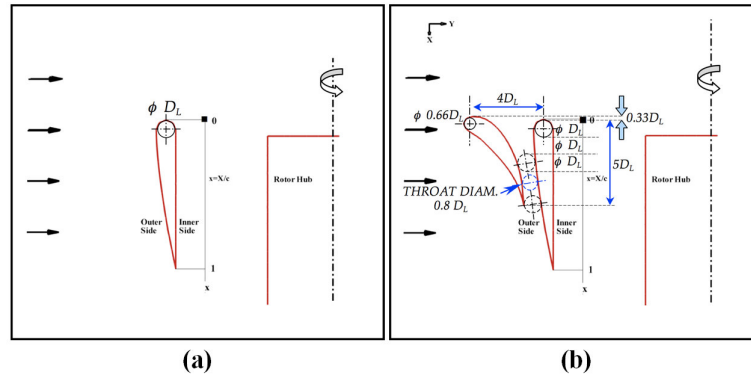 ϕ D_L
0
x=X/c
Rotor Hub
Outer
Side
Inner
Side
1
x
(a)
Y
X
4D_L
ϕ 0.66D_L
0
0.33D_L
ϕ D_L
ϕ D_L
ϕ D_L
5D_L
x=X/c
Rotor Hub
THROAT DIAM.
0.8 D_L
Outer
Side
Inner
Side
1
x
(b)